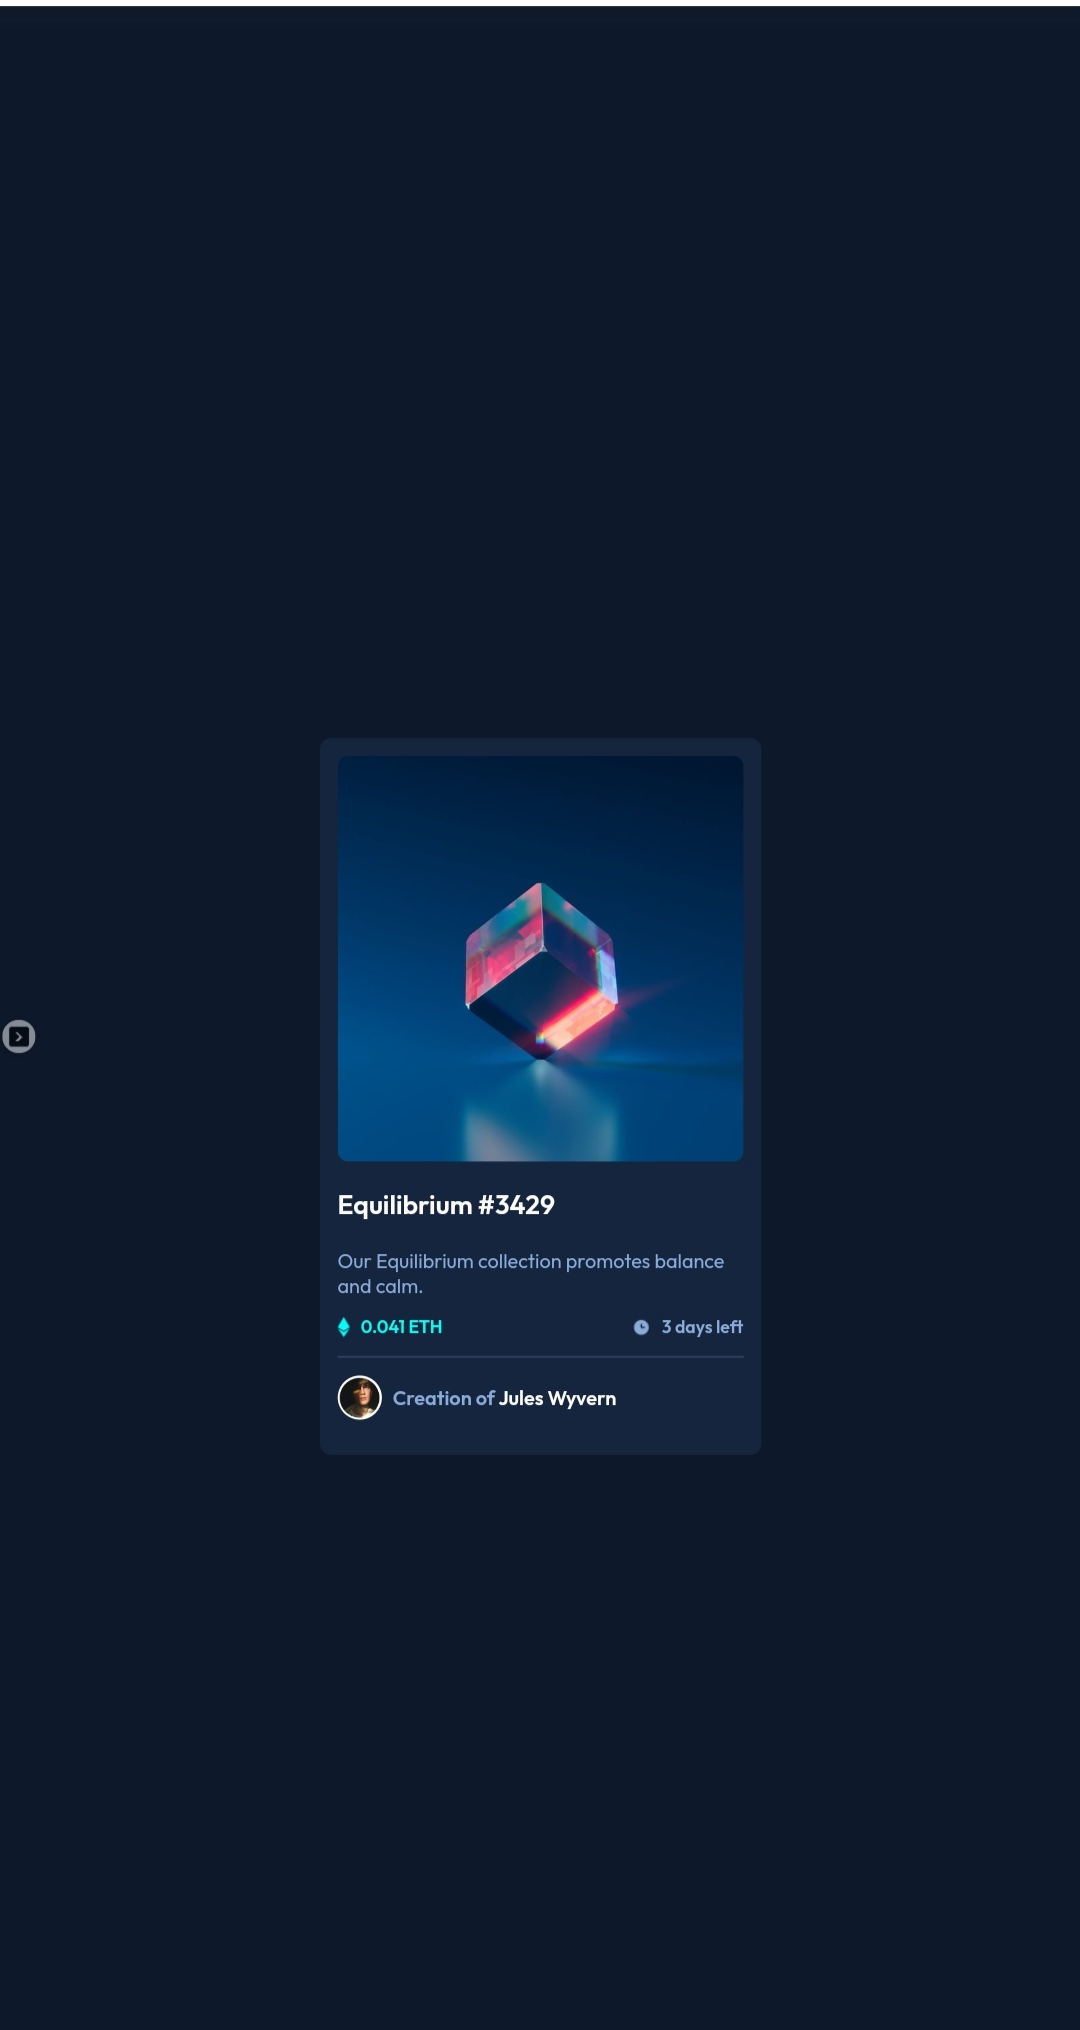 Equilibrium #3429
Our Equilibrium collection promotes balance
and calm.
0.041 ETH
3 days left
Creation of Jules Wyvern